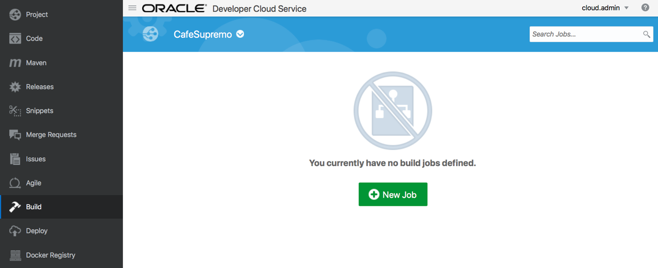 Project
Code
Maven
Releases
Snippets
Merge Requests
Issues
Agile
Build
Deploy
Docker Registry
ORACLE® Developer Cloud Service
cloud.admin
CafeSupremo
Search Jobs...
You currently have no build jobs defined.
New Job